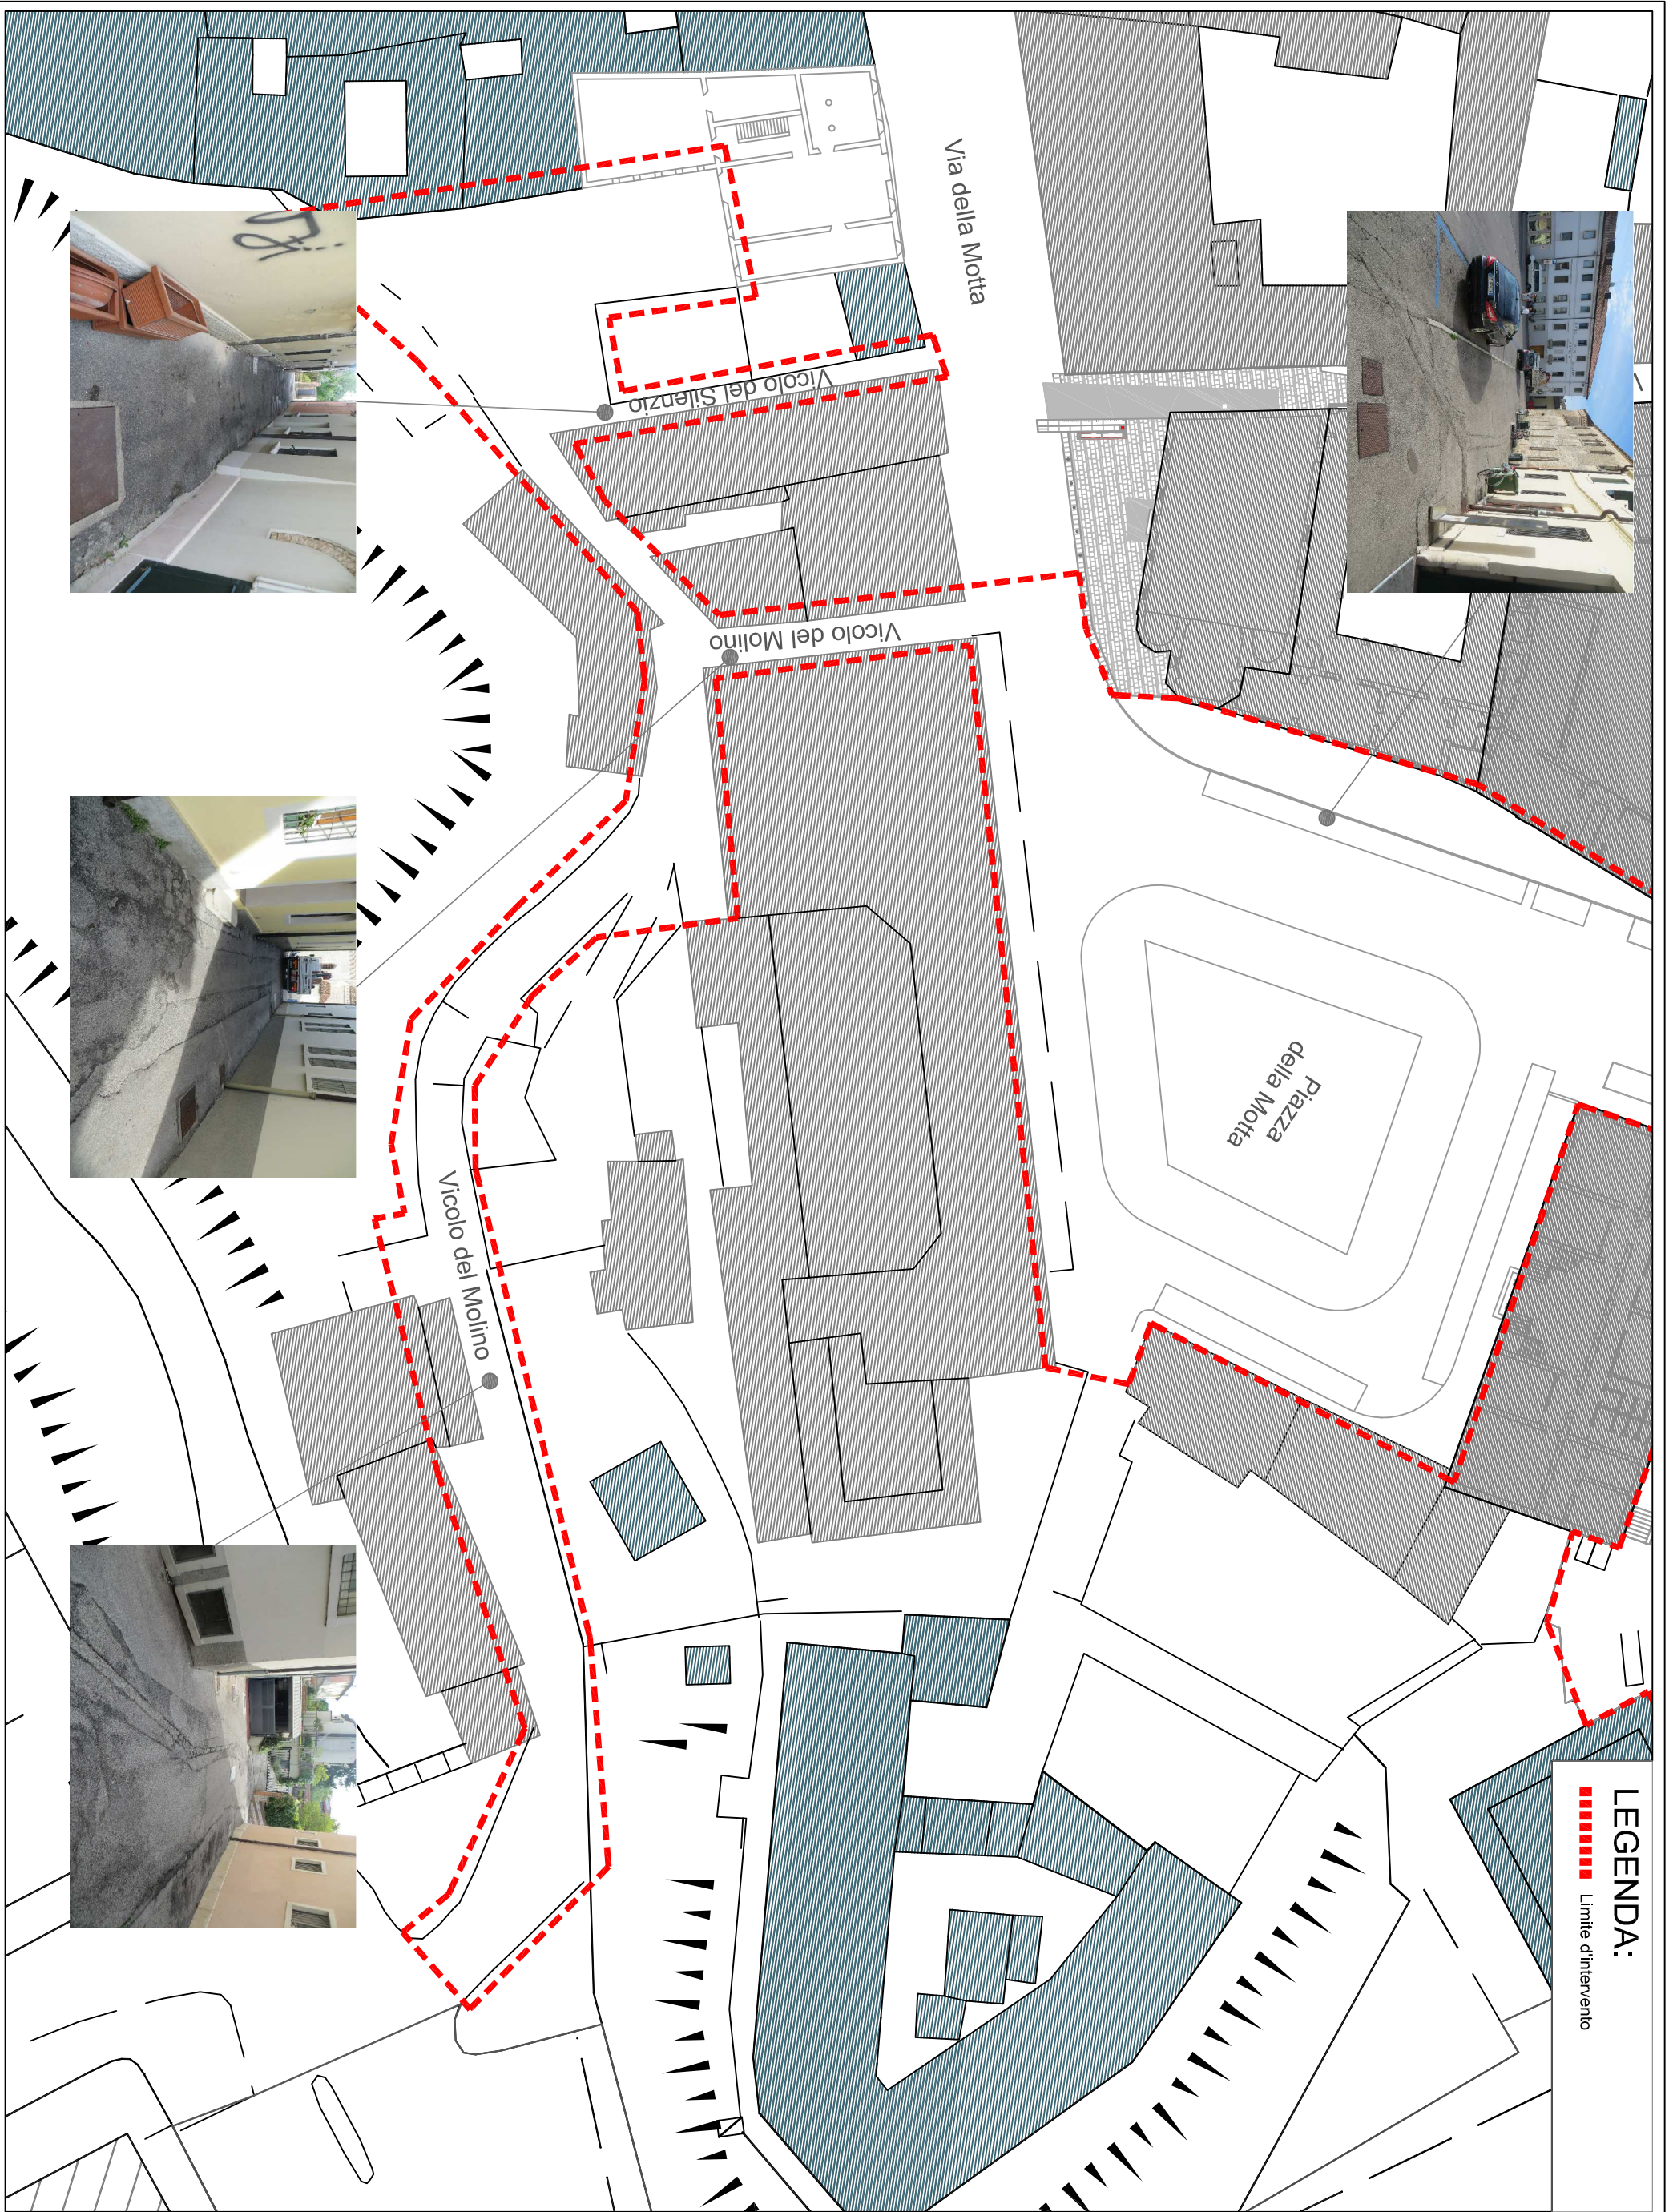 Via della Motta
Vicolo del Silenzio
Vicolo del Molino
Piazza
della Motta
Vicolo del Molino
LEGENDA:
Limite d'intervento